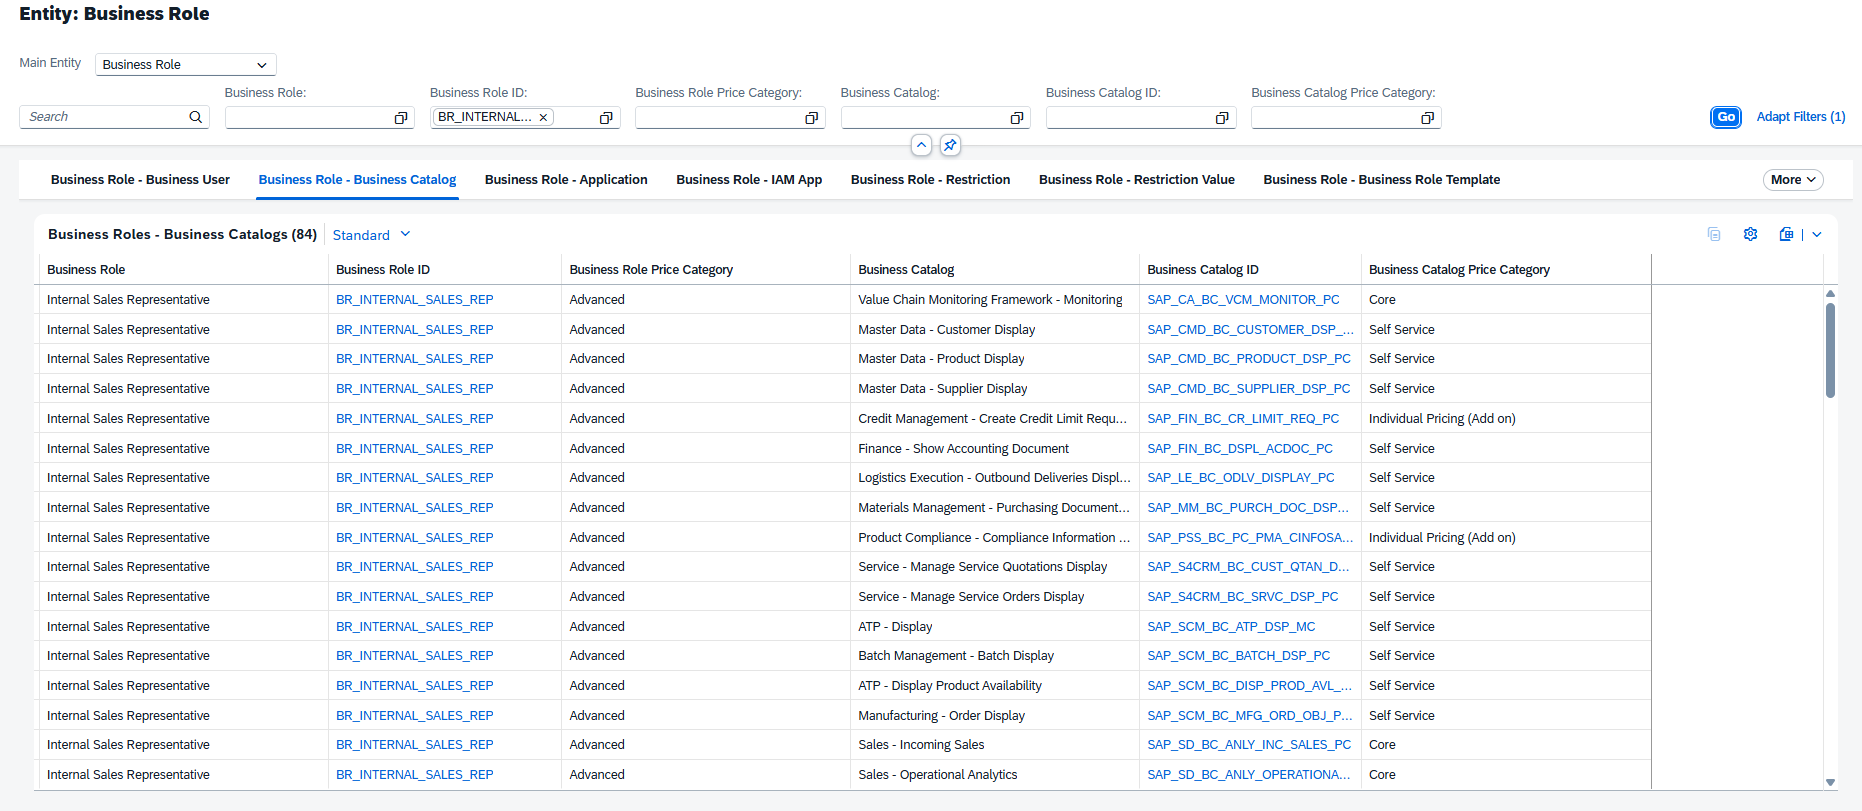 Entity: Business Role
Main Entity Business Role
Business Role: Business Role ID: Business Role Price Category: Business Catalog: Business Catalog ID: Business Catalog Price Category:
Search BR_INTERNAL... Go Adapt Filters (1)
Business Role - Business User Business Role - Business Catalog Business Role - Application Business Role - IAM App Business Role - Restriction Business Role - Restriction Value Business Role - Business Role Template More
Business Roles - Business Catalogs (84) Standard
Business Role Business Role ID Business Role Price Category Business Catalog Business Catalog ID Business Catalog Price Category
Internal Sales Representative BR_INTERNAL_SALES_REP Advanced Value Chain Monitoring Framework - Monitoring SAP_CA_BC_VCM_MONITOR_PC Core
Internal Sales Representative BR_INTERNAL_SALES_REP Advanced Master Data - Customer Display SAP_CMD_BC_CUSTOMER_DSP_... Self Service
Internal Sales Representative BR_INTERNAL_SALES_REP Advanced Master Data - Product Display SAP_CMD_BC_PRODUCT_DSP_PC Self Service
Internal Sales Representative BR_INTERNAL_SALES_REP Advanced Master Data - Supplier Display SAP_CMD_BC_SUPPLIER_DSP_PC Self Service
Internal Sales Representative BR_INTERNAL_SALES_REP Advanced Credit Management - Create Credit Limit Requ... SAP_FIN_BC_CR_LIMIT_REQ_PC Individual Pricing (Add on)
Internal Sales Representative BR_INTERNAL_SALES_REP Advanced Finance - Show Accounting Document SAP_FIN_BC_DSPL_ACDOC_PC Self Service
Internal Sales Representative BR_INTERNAL_SALES_REP Advanced Logistics Execution - Outbound Deliveries Displ... SAP_LE_BC_ODLV_DISPLAY_PC Self Service
Internal Sales Representative BR_INTERNAL_SALES_REP Advanced Materials Management - Purchasing Document... SAP_MM_BC_PURCH_DOC_DSP... Self Service
Internal Sales Representative BR_INTERNAL_SALES_REP Advanced Product Compliance - Compliance Information ... SAP_PSS_BC_PC_PMA_CINFOSA... Individual Pricing (Add on)
Internal Sales Representative BR_INTERNAL_SALES_REP Advanced Service - Manage Service Quotations Display SAP_S4CRM_BC_CUST_QTAN_D... Self Service
Internal Sales Representative BR_INTERNAL_SALES_REP Advanced Service - Manage Service Orders Display SAP_S4CRM_BC_SRVC_DSP_PC Self Service
Internal Sales Representative BR_INTERNAL_SALES_REP Advanced ATP - Display SAP_SCM_BC_ATP_DSP_MC Self Service
Internal Sales Representative BR_INTERNAL_SALES_REP Advanced Batch Management - Batch Display SAP_SCM_BC_BATCH_DSP_PC Self Service
Internal Sales Representative BR_INTERNAL_SALES_REP Advanced ATP - Display Product Availability SAP_SCM_BC_DISP_PROD_AVL_... Self Service
Internal Sales Representative BR_INTERNAL_SALES_REP Advanced Manufacturing - Order Display SAP_SCM_BC_MFG_ORD_OBJ_P... Self Service
Internal Sales Representative BR_INTERNAL_SALES_REP Advanced Sales - Incoming Sales SAP_SD_BC_ANLY_INC_SALES_PC Core
Internal Sales Representative BR_INTERNAL_SALES_REP Advanced Sales - Operational Analytics SAP_SD_BC_ANLY_OPERATIONA... Core